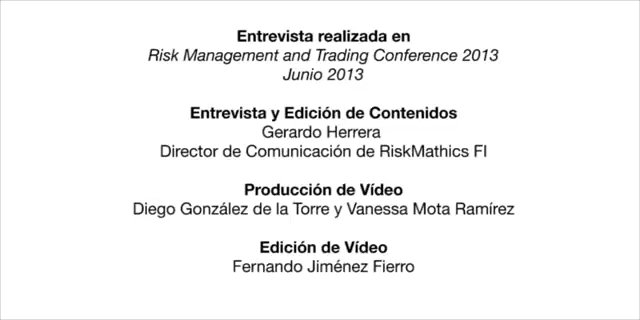 Entrevista realizada en
Risk Management and Trading Conference 2013
Junio 2013
Entrevista y Edición de Contenidos
Gerardo Herrera
Director de Comunicación de RiskMathics FI
Producción de Vídeo
Diego González de la Torre y Vanessa Mota Ramírez
Edición de Vídeo
Fernando Jiménez Fierro